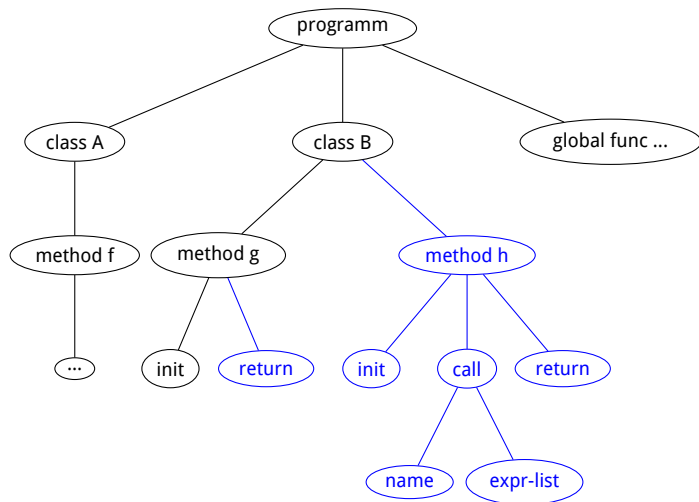 programm
class A
class B
global func ...
method f
method g
method h
...
init
return
init
call
return
name
expr-list